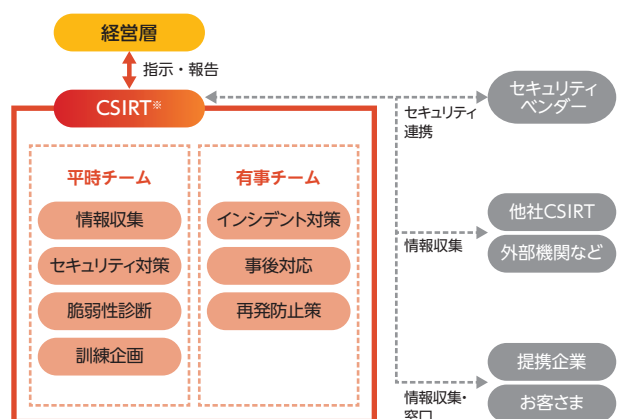 経営層
指示・報告
CSIRT※
セキュリティ
ベンダー
セキュリティ
連携
平時チーム
情報収集
セキュリティ対策
脆弱性診断
訓練企画
有事チーム
インシデント対策
事後対応
再発防止策
他社CSIRT
情報収集
外部機関など
提携企業
情報収集・
窓口
お客さま